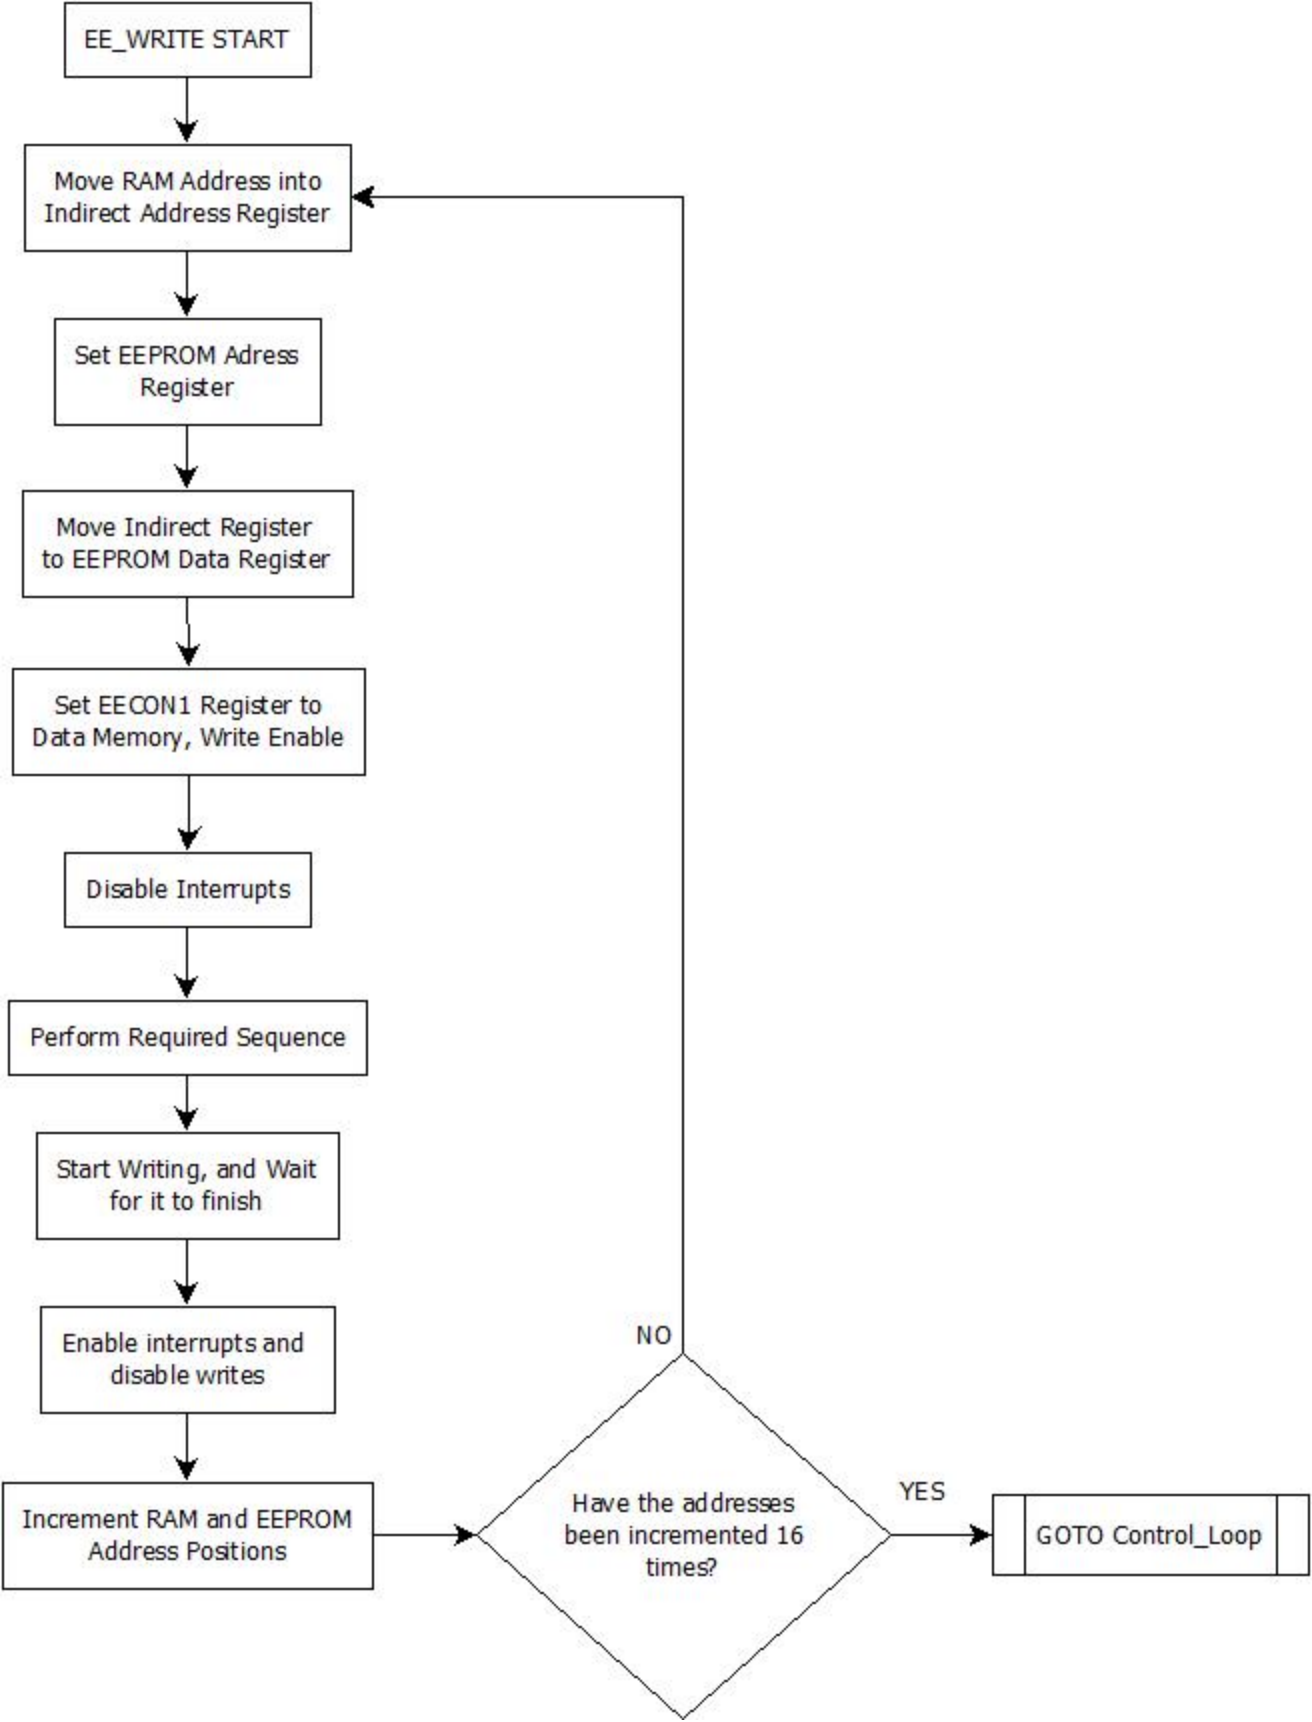 EE_WRITE START
Move RAM Address into
Indirect Address Register
Set EEPROM Adress
Register
Move Indirect Register
to EEPROM Data Register
Set EECON1 Register to
Data Memory, Write Enable
Disable Interrupts
Perform Required Sequence
Start Writing, and Wait
for it to finish
Enable interrupts and
disable writes
Increment RAM and EEPROM
Address Positions
NO
Have the addresses
been incremented 16
times?
YES
GOTO Control_Loop